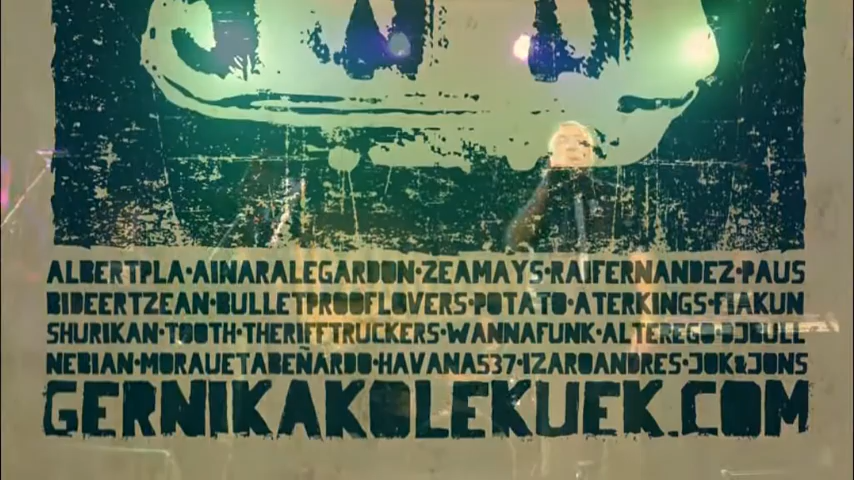 ALBERTPLA·AINARALEGARDON·ZEAMAYS·RAIFERNANDEZ·PAUS
BIDEERTZEAN·BULLETPROOFLOVERS·POTATO·ATERKINGS·FIAKUN
SHURIKAN·TOOTH·THERIFFTRUCKERS·WANNAFUNK·ALTEREGO·DJBULL
NEBIAN·MORAUETABEÑARDO·HAVANA537·IZAROANDRES·JOK&JONS
GERNIKAKOLEKUEK.COM